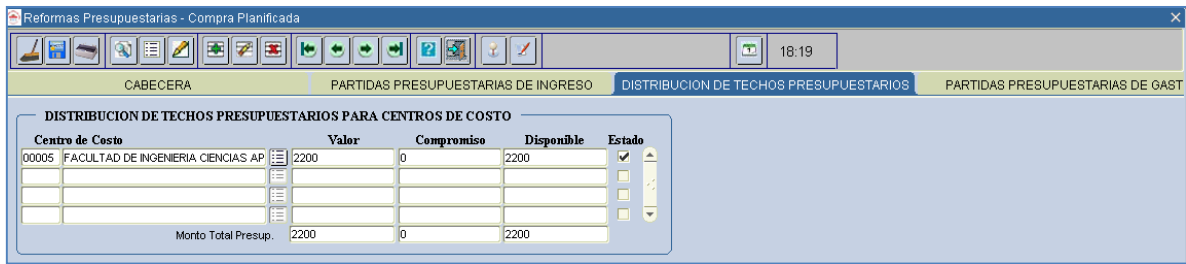 Reformas Presupuestarias - Compra Planificada
18:19
CABECERA PARTIDAS PRESUPUESTARIAS DE INGRESO DISTRIBUCION DE TECHOS PRESUPUESTARIOS PARTIDAS PRESUPUESTARIAS DE GAST
DISTRIBUCION DE TECHOS PRESUPUESTARIOS PARA CENTROS DE COSTO
Centro de Costo Valor Compromiso Disponible Estado
00005 FACULTAD DE INGENIERIA CIENCIAS AP 2200 0 2200
Monto Total Presup. 2200 0 2200